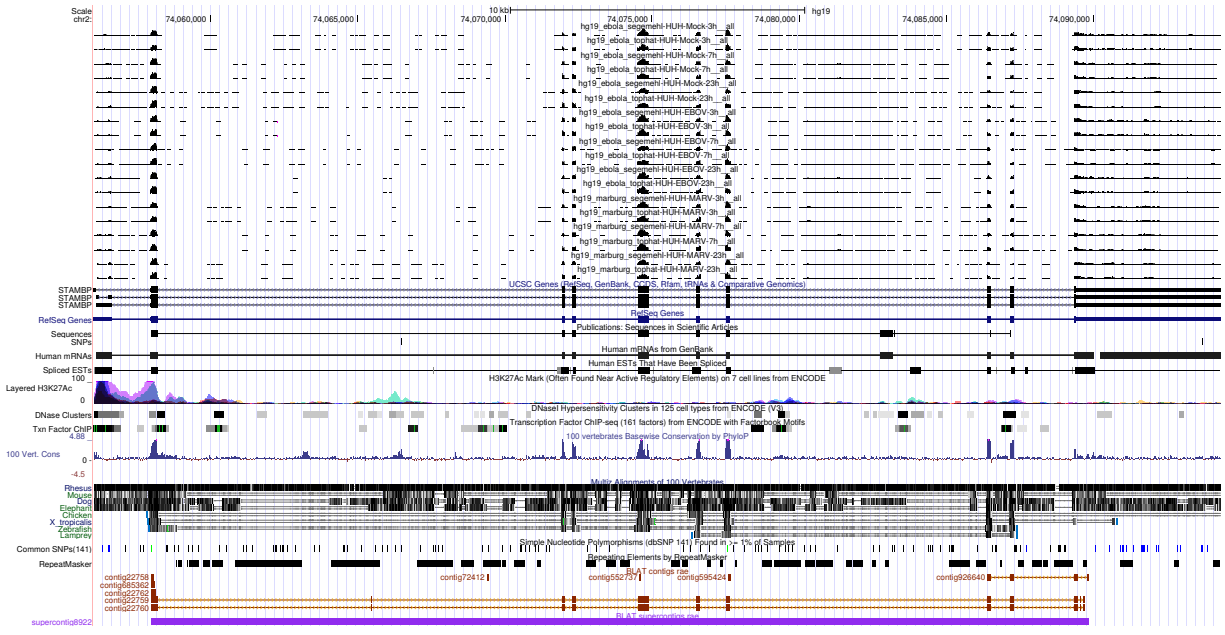 Scale 10 kb hg19
chr2: 74,060,000 74,065,000 74,070,000 74,075,000 74,080,000 74,085,000 74,090,000
hg19_ebola_segemehl-HUH-Mock-3h__all
hg19_ebola_tophat-HUH-Mock-3h__all
hg19_ebola_segemehl-HUH-Mock-7h__all
hg19_ebola_tophat-HUH-Mock-7h__all
hg19_ebola_segemehl-HUH-Mock-23h__all
hg19_ebola_tophat-HUH-Mock-23h__all
hg19_ebola_segemehl-HUH-EBOV-3h__all
hg19_ebola_tophat-HUH-EBOV-3h__all
hg19_ebola_segemehl-HUH-EBOV-7h__all
hg19_ebola_tophat-HUH-EBOV-7h__all
hg19_ebola_segemehl-HUH-EBOV-23h__all
hg19_ebola_tophat-HUH-EBOV-23h__all
hg19_marburg_segemehl-HUH-MARV-3h__all
hg19_marburg_tophat-HUH-MARV-3h__all
hg19_marburg_segemehl-HUH-MARV-7h__all
hg19_marburg_tophat-HUH-MARV-7h__all
hg19_marburg_segemehl-HUH-MARV-23h__all
hg19_marburg_tophat-HUH-MARV-23h__all
UCSC Genes (RefSeq, GenBank, CCDS, Rfam, tRNAs & Comparative Genomics)
STAMBP
STAMBP
STAMBP
RefSeq Genes
RefSeq Genes
Publications: Sequences in Scientific Articles
Sequences
SNPs
Human mRNAs from GenBank
Human mRNAs
Human ESTs That Have Been Spliced
Spliced ESTs
H3K27Ac Mark (Often Found Near Active Regulatory Elements) on 7 cell lines from ENCODE
100
Layered H3K27Ac
0
DNaseI Hypersensitivity Clusters in 125 cell types from ENCODE (V3)
DNase Clusters
Transcription Factor ChIP-seq (161 factors) from ENCODE with Factorbook Motifs
Txn Factor ChIP
100 vertebrates Basewise Conservation by PhyloP
4.88
100 Vert. Cons
0
-4.5
Multiz Alignments of 100 Vertebrates
Rhesus
Mouse
Dog
Elephant
Chicken
X_tropicalis
Zebrafish
Lamprey
Simple Nucleotide Polymorphisms (dbSNP 141) Found in >= 1% of Samples
Common SNPs(141)
Repeating Elements by RepeatMasker
RepeatMasker
BLAT contigs rae
contig22758 contig72412 contig552737 contig595424 contig926640
contig685362
contig22762
contig22759
contig22760
BLAT supercontigs rae
supercontig8922